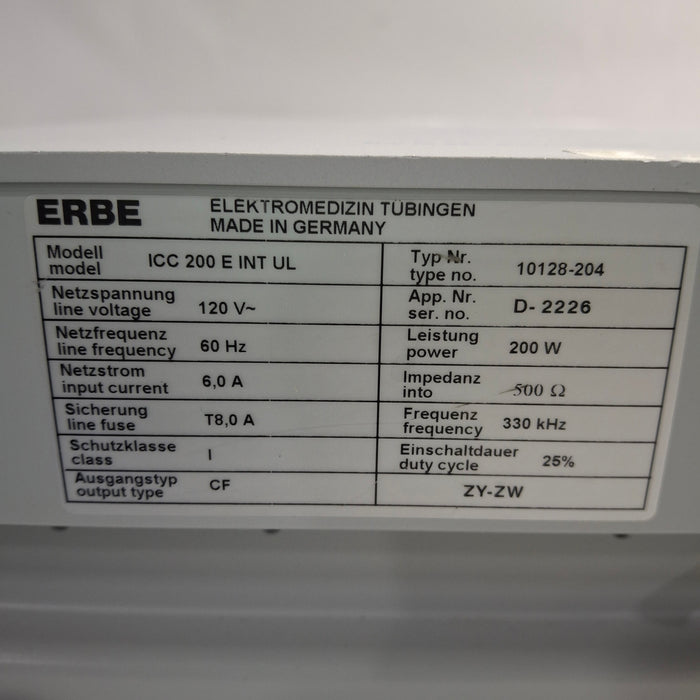 ERBE ELEKTROMEDIZIN TÜBINGEN
MADE IN GERMANY
Modell
model
ICC 200 E INT UL
Typ Nr.
type no.
10128-204
Netzspannung
line voltage
120 V~
App. Nr.
ser. no.
D- 2226
Netzfrequenz
line frequency
60 Hz
Leistung
power
200 W
Netzstrom
input current
6,0 A
Impedanz
into
500 Ω
Sicherung
line fuse
T8,0 A
Frequenz
frequency
330 kHz
Schutzklasse
class
I
Einschaltdauer
duty cycle
25%
Ausgangstyp
output type
CF
ZY-ZW